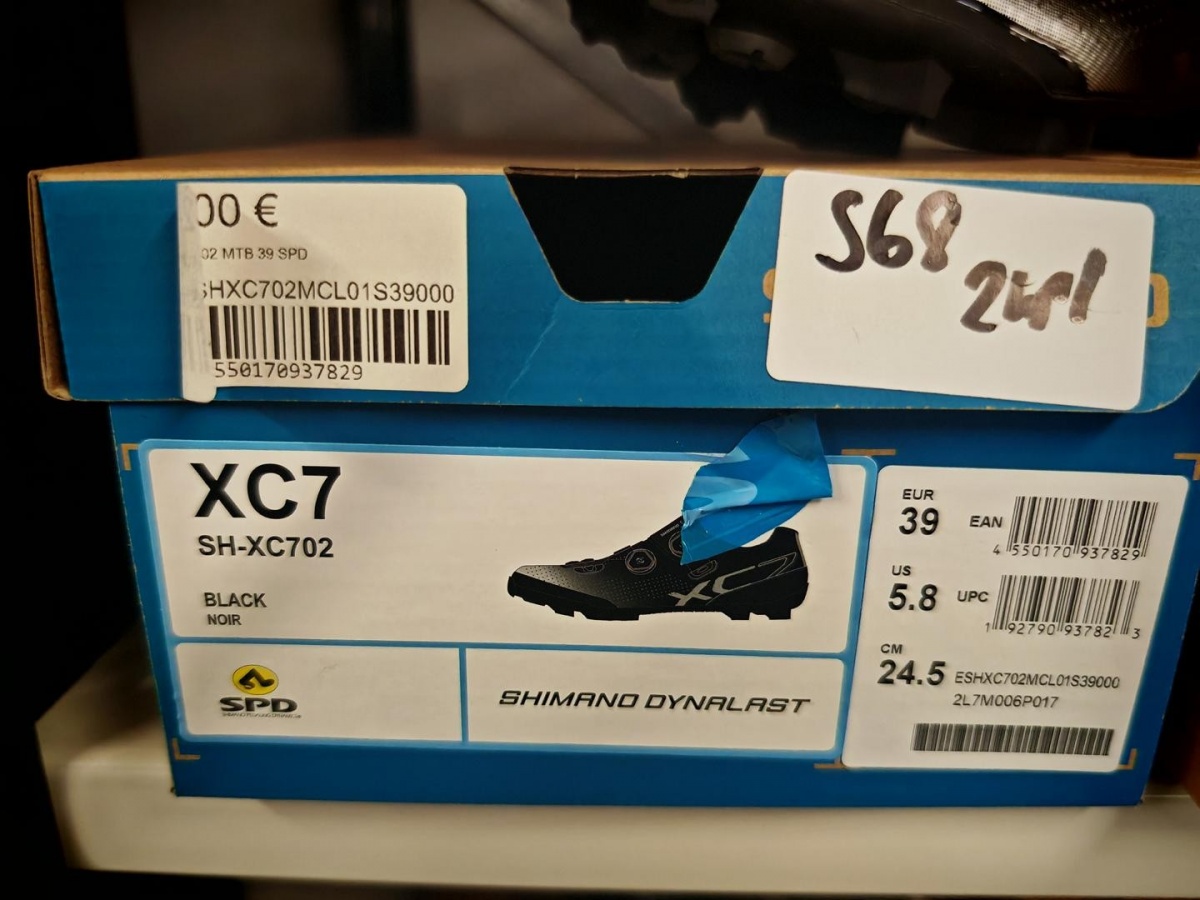 00 €
02 MTB 39 SPD
SHXC702MCL01S39000
550170937829
S68
XC7
SH-XC702
BLACK
NOIR
XC7
SPD
SHIMANO DYNALAST
EUR
39
EAN
4 550170 937829
US
5.8
UPC
1 92790 93782 3
CM
24.5
ESHXC702MCL01S39000
2L7M006P017